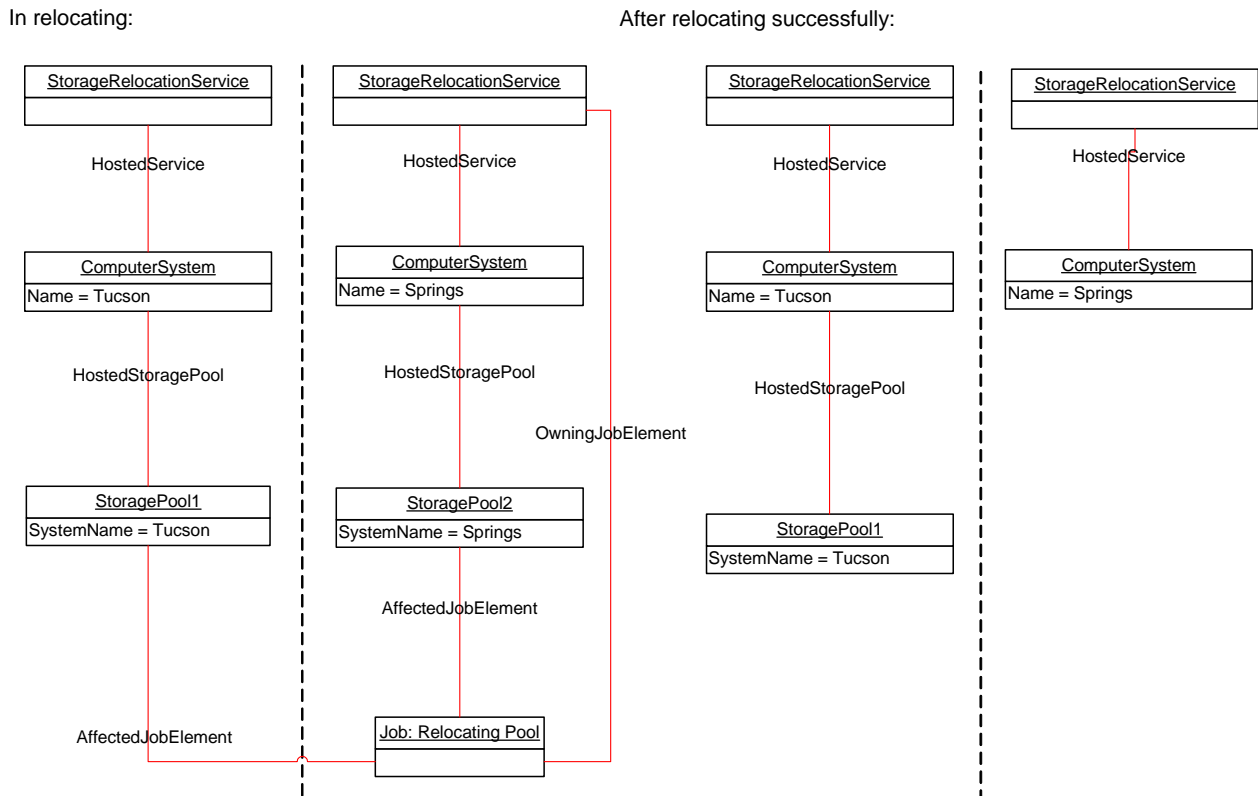 In relocating:
After relocating successfully:
StorageRelocationService
StorageRelocationService
StorageRelocationService
StorageRelocationService
HostedService
HostedService
HostedService
HostedService
ComputerSystem
Name = Tucson
ComputerSystem
Name = Springs
ComputerSystem
Name = Tucson
ComputerSystem
Name = Springs
HostedStoragePool
HostedStoragePool
HostedStoragePool
OwningJobElement
StoragePool1
SystemName = Tucson
StoragePool2
SystemName = Springs
StoragePool1
SystemName = Tucson
AffectedJobElement
AffectedJobElement
Job: Relocating Pool